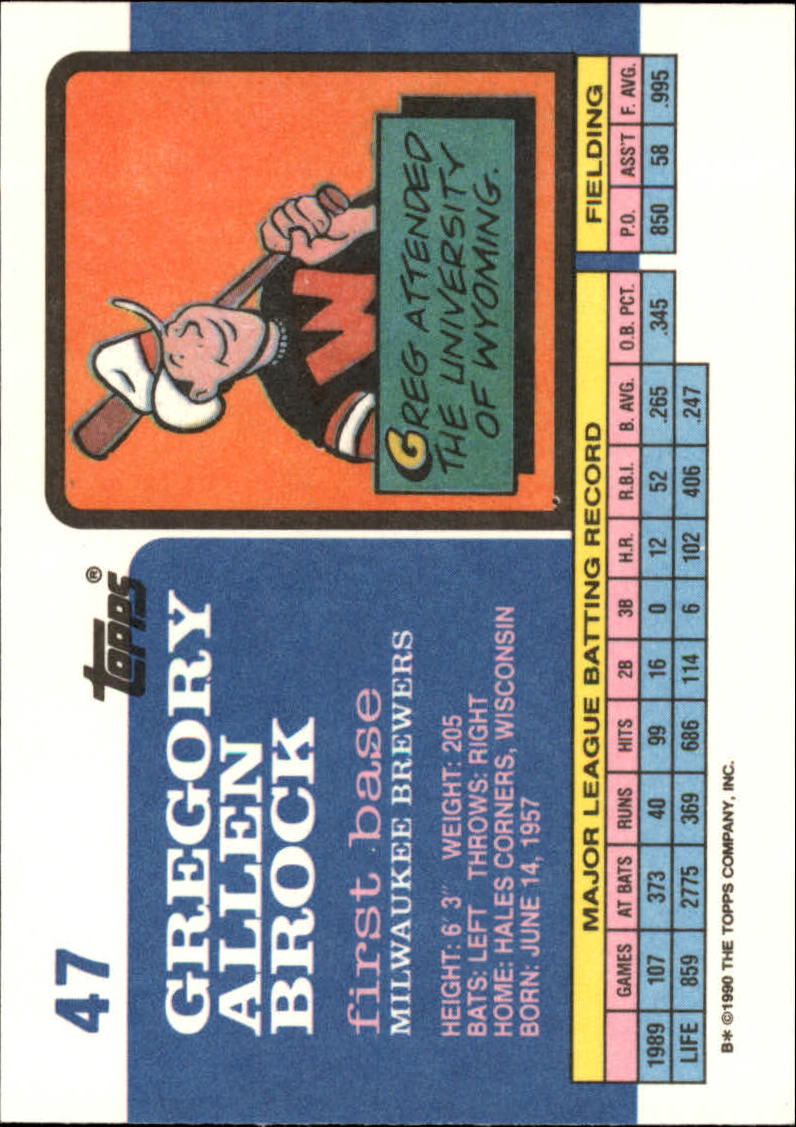 47
topps®
GREGORY
ALLEN
BROCK
first base
MILWAUKEE BREWERS
HEIGHT: 6' 3" WEIGHT: 205
BATS: LEFT THROWS: RIGHT
HOME: HALES CORNERS, WISCONSIN
BORN: JUNE 14, 1957
W
GREG ATTENDED
THE UNIVERSITY
OF WYOMING.
MAJOR LEAGUE BATTING RECORD FIELDING
GAMES AT BATS RUNS HITS 2B 3B H.R. R.B.I. B. AVG. O.B. PCT. P.O. ASS'T F. AVG.
1989 107 373 40 99 16 0 12 52 .265 .345 850 58 .995
LIFE 859 2775 369 686 114 6 102 406 .247
B* ©1990 THE TOPPS COMPANY, INC.